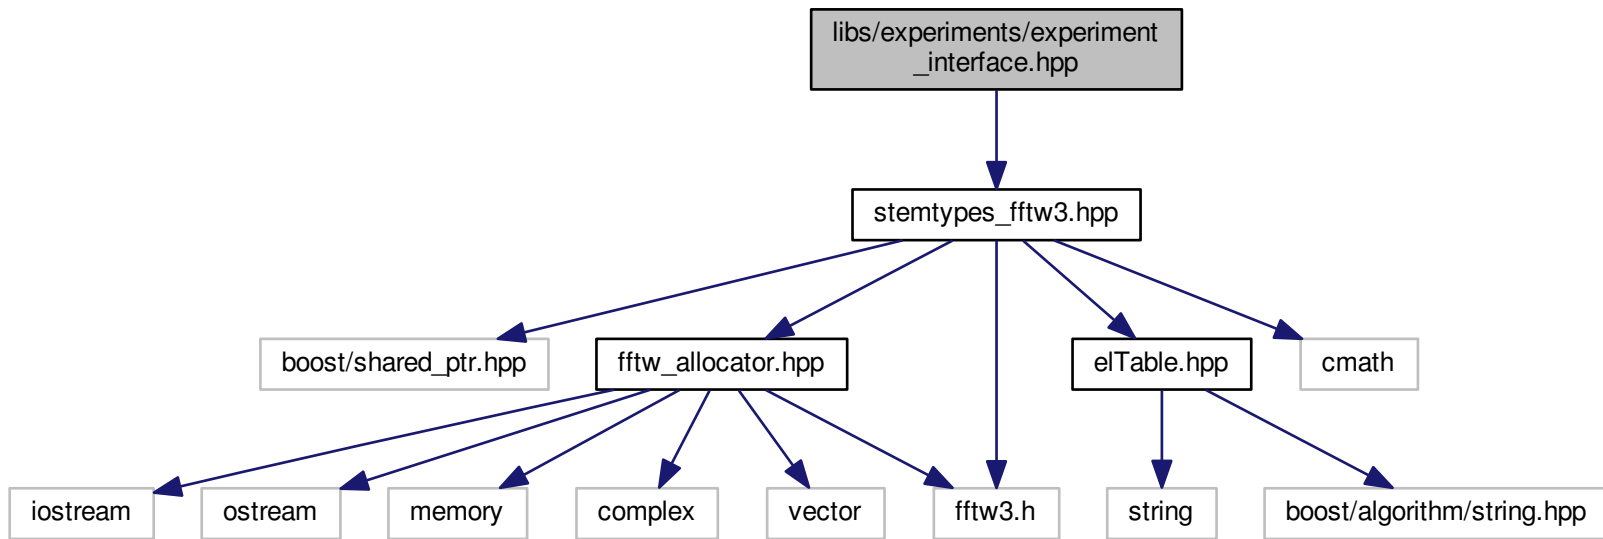 libs/experiments/experiment
_interface.hpp
stemtypes_fftw3.hpp
boost/shared_ptr.hpp
fftw_allocator.hpp
elTable.hpp
cmath
iostream
ostream
memory
complex
vector
fftw3.h
string
boost/algorithm/string.hpp